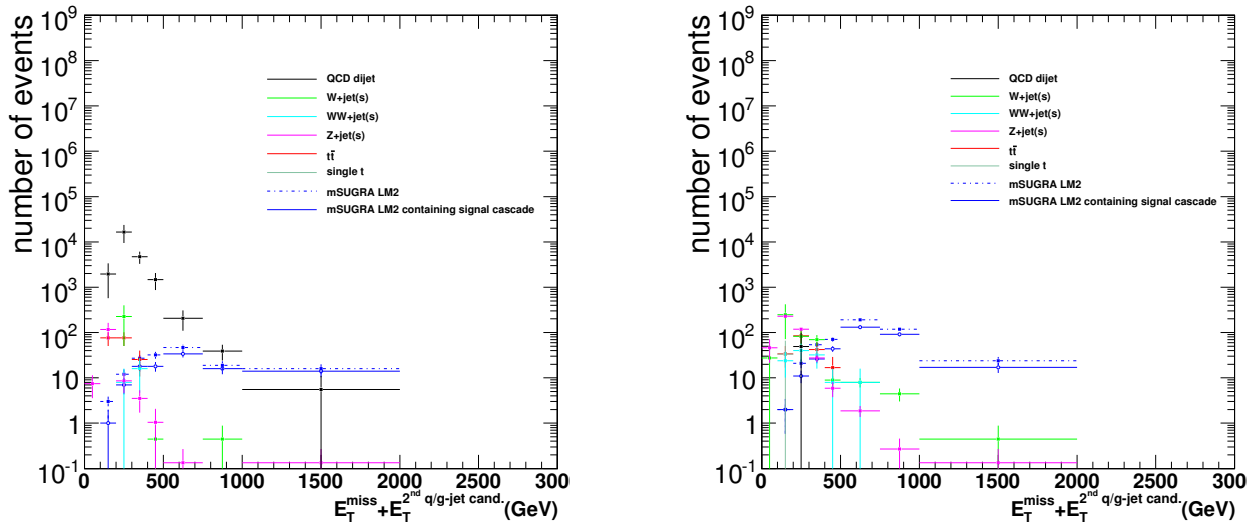 number of events
10^9
10^8
10^7
10^6
10^5
10^4
10^3
10^2
10
1
10^-1
QCD dijet
W+jet(s)
WW+jet(s)
Z+jet(s)
tt̄
single t
mSUGRA LM2
mSUGRA LM2 containing signal cascade
0 500 1000 1500 2000 2500 300
E_T^miss+E_T^2nd q/g-jet cand.(GeV)
number of events
10^9
10^8
10^7
10^6
10^5
10^4
10^3
10^2
10
1
10^-1
QCD dijet
W+jet(s)
WW+jet(s)
Z+jet(s)
tt̄
single t
mSUGRA LM2
mSUGRA LM2 containing signal cascade
0 500 1000 1500 2000 2500 300
E_T^miss+E_T^2nd q/g-jet cand.(GeV)